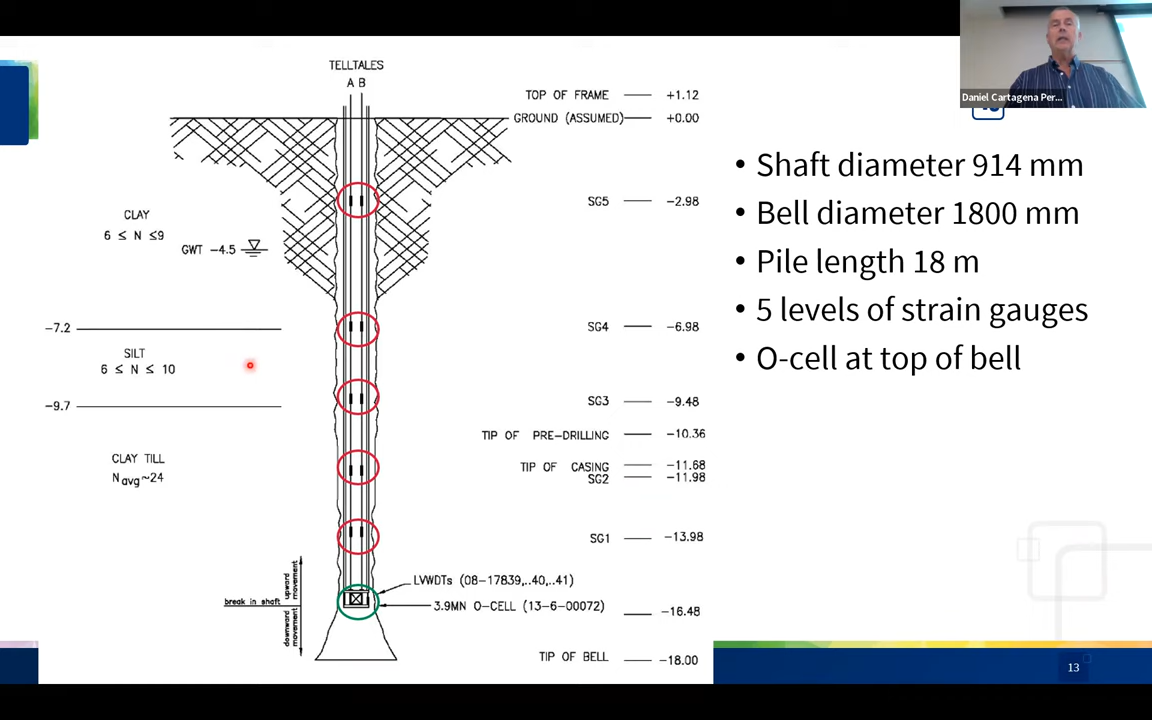 TELLTALES
A B
TOP OF FRAME +1.12
GROUND (ASSUMED) +0.00
Daniel Cartagena Per...
SG5 -2.98
CLAY
6 ≤ N ≤9
GWT -4.5
-7.2
SG4 -6.98
SILT
6 ≤ N ≤ 10
-9.7
SG3 -9.48
TIP OF PRE-DRILLING -10.36
CLAY TILL
Navg~24
TIP OF CASING -11.68
SG2 -11.98
SG1 -13.98
upward movement
break in shaft
downward movement
LVWDTs (08-17839,..40,..41)
3.9MN O-CELL (13-6-00072) -16.48
TIP OF BELL -18.00
• Shaft diameter 914 mm
• Bell diameter 1800 mm
• Pile length 18 m
• 5 levels of strain gauges
• O-cell at top of bell
13